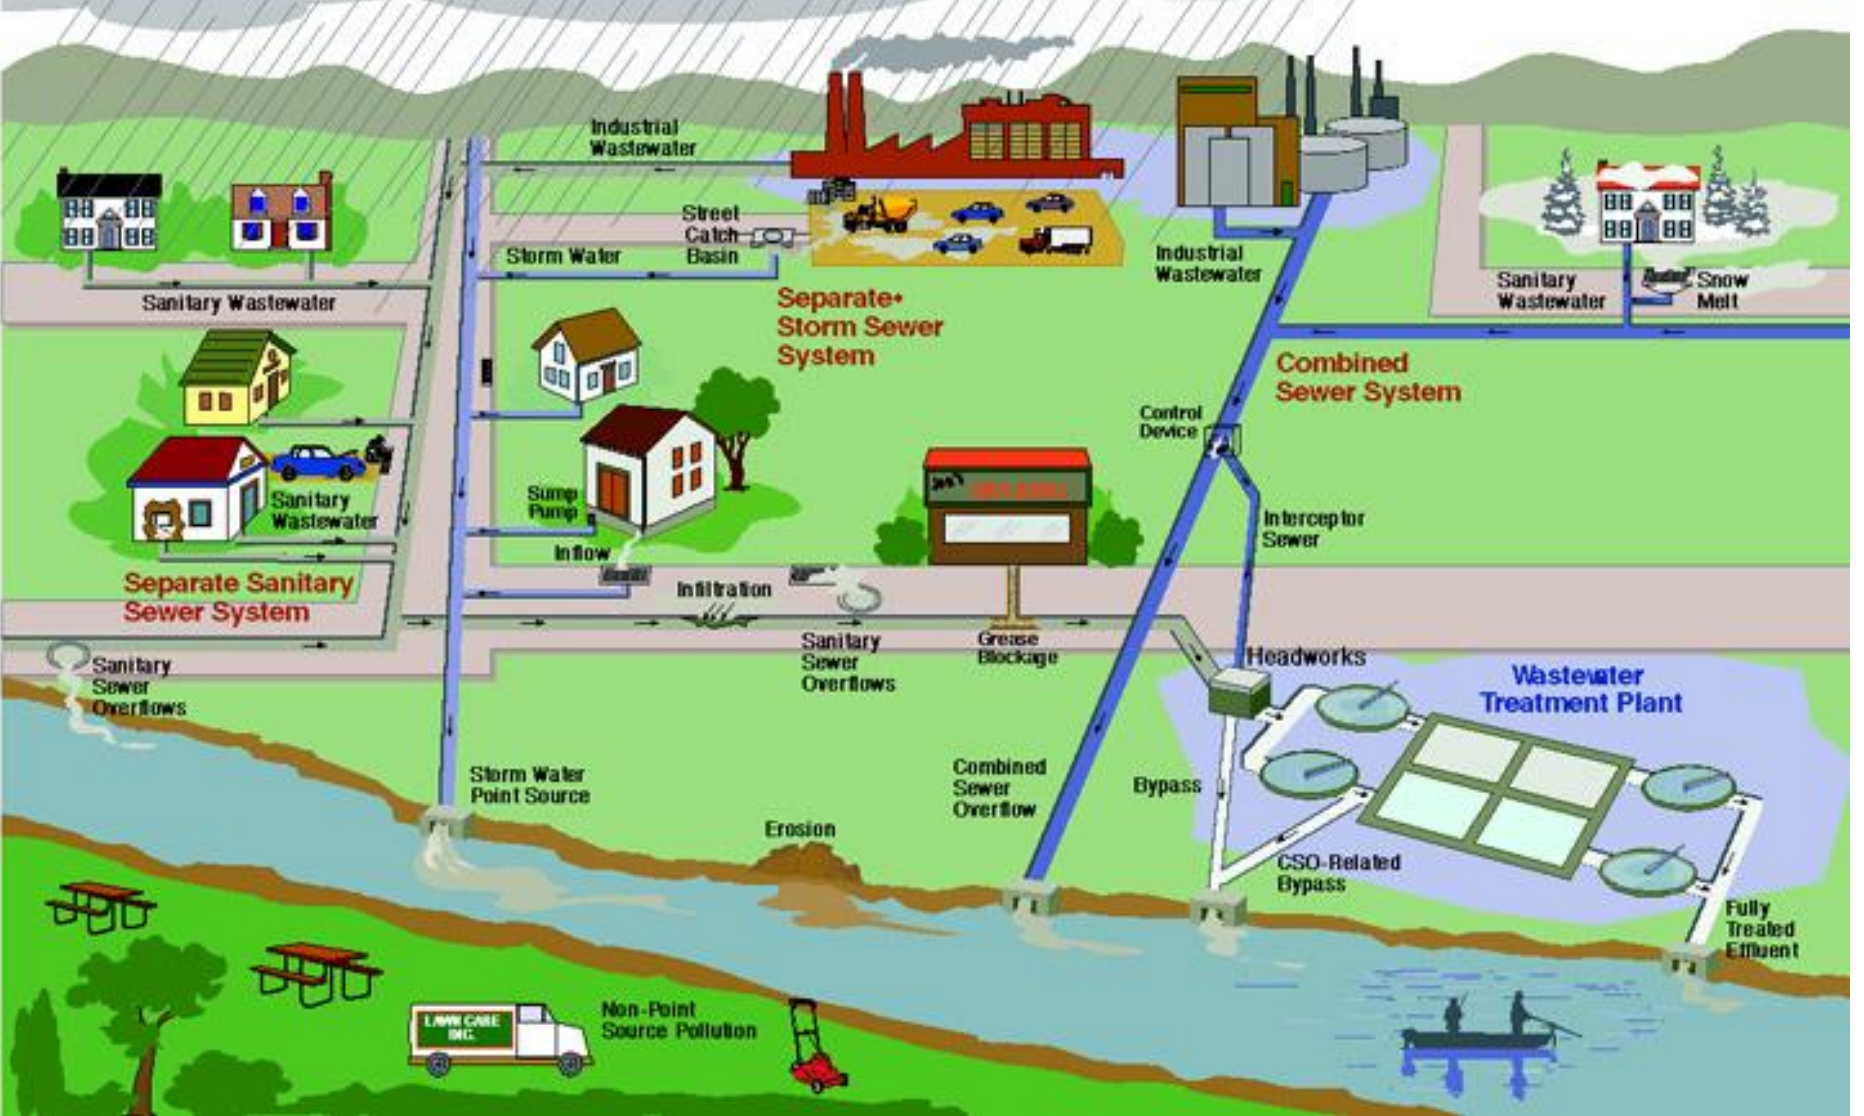 Industrial
Wastewater
Street
Catch
Basin
Storm Water
Industrial
Wastewater
Sanitary
Wastewater
Snow
Melt
Sanitary Wastewater
Separate•
Storm Sewer
System
Combined
Sewer System
Control
Device
Sanitary
Wastewater
Sump
Pump
Inflow
Interceptor
Sewer
Separate Sanitary
Sewer System
Infiltration
Sanitary
Sewer
Overflows
Grease
Blockage
Headworks
Sanitary
Sewer
Overflows
Wastewater
Treatment Plant
Storm Water
Point Source
Combined
Sewer
Overflow
Bypass
Erosion
CSO-Related
Bypass
Fully
Treated
Effluent
LAWN CARE
INC.
Non-Point
Source Pollution